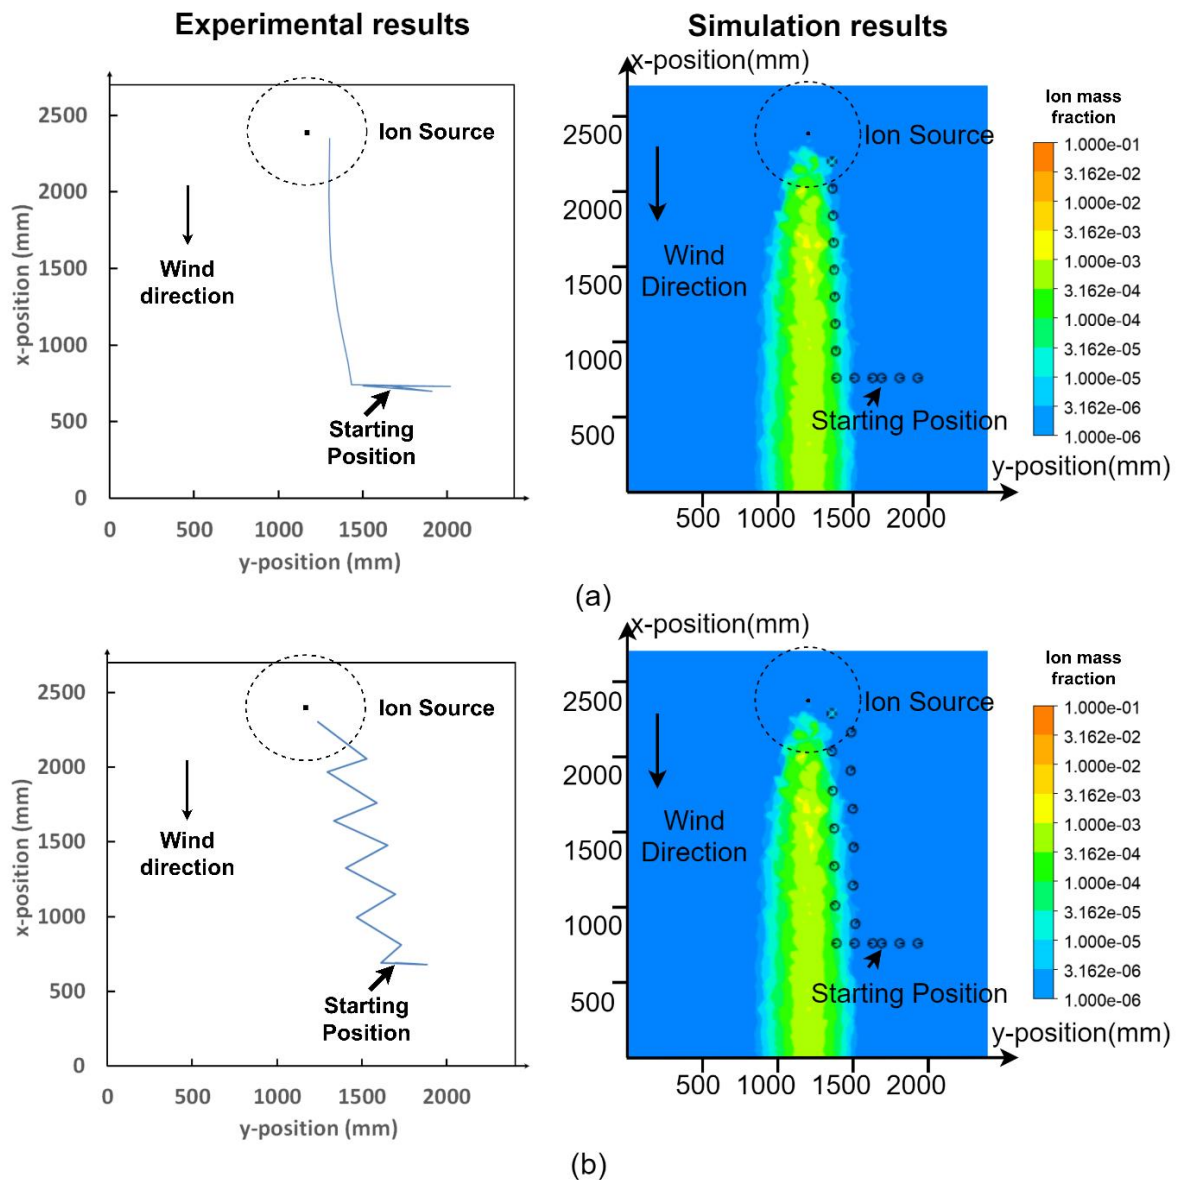 Experimental results
Simulation results
x-position (mm)
2500
2000
1500
1000
500
0
Ion Source
Wind
direction
Starting
Position
0
500
1000
1500
2000
y-position (mm)
x-position(mm)
2500
2000
1500
1000
500
Ion Source
Wind
Direction
Starting Position
y-position(mm)
500
1000
1500
2000
Ion mass
fraction
1.000e-01
3.162e-02
1.000e-02
3.162e-03
1.000e-03
3.162e-04
1.000e-04
3.162e-05
1.000e-05
3.162e-06
1.000e-06
(a)
x-position (mm)
2500
2000
1500
1000
500
0
Ion Source
Wind
direction
Starting
Position
0
500
1000
1500
2000
y-position (mm)
x-position(mm)
2500
2000
1500
1000
500
Ion Source
Wind
Direction
Starting Position
y-position(mm)
500
1000
1500
2000
Ion mass
fraction
1.000e-01
3.162e-02
1.000e-02
3.162e-03
1.000e-03
3.162e-04
1.000e-04
3.162e-05
1.000e-05
3.162e-06
1.000e-06
(b)